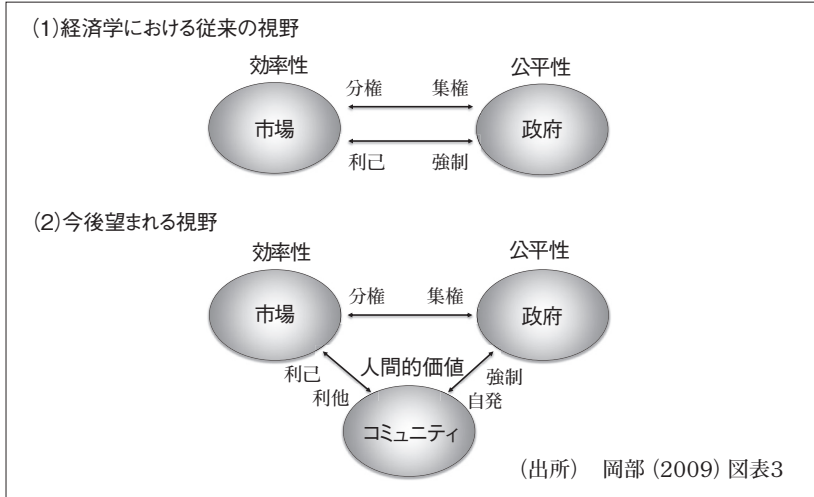 (1)経済学における従来の視野
効率性 公平性
分権 集権
市場 政府
利己 強制
(2)今後望まれる視野
効率性 公平性
分権 集権
市場 政府
人間的価値
利己 強制
利他 自発
コミュニティ
(出所) 岡部(2009)図表3